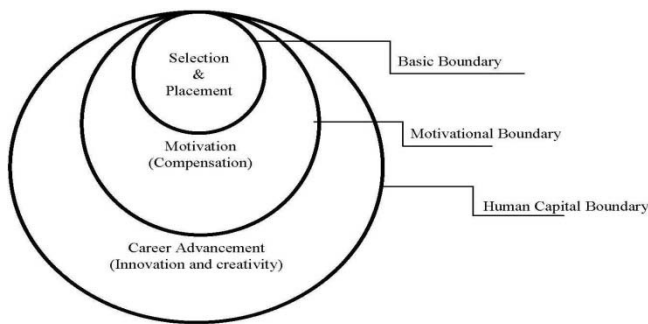 Selection
&
Placement
Basic Boundary
Motivational Boundary
Motivation
(Compensation)
Human Capital Boundary
Career Advancement
(Innovation and creativity)